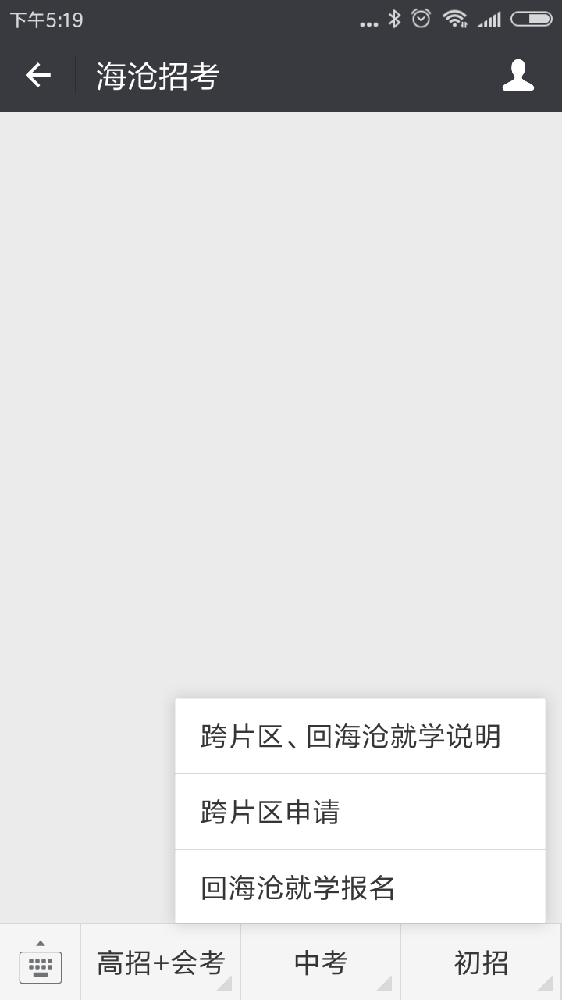 下午5:19
海沧招考
跨片区、回海沧就学说明
跨片区申请
回海沧就学报名
高招+会考
中考
初招